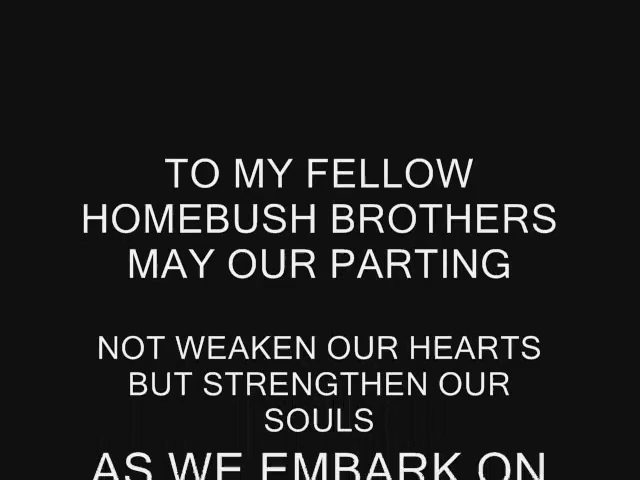 TO MY FELLOW
HOMEBUSH BROTHERS
MAY OUR PARTING
NOT WEAKEN OUR HEARTS
BUT STRENGTHEN OUR
SOULS
AS WE EMBARK ON